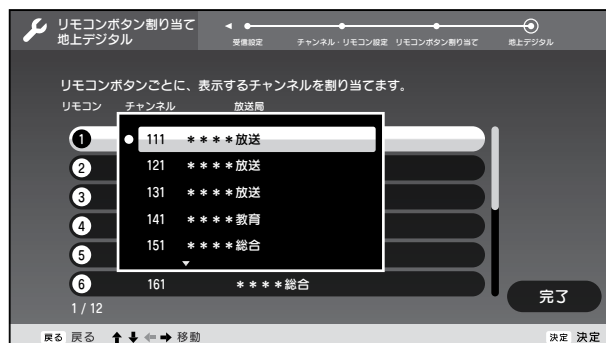 リモコンボタン割り当て
地上デジタル
受信設定 チャンネル・リモコン設定 リモコンボタン割り当て 地上デジタル
リモコンボタンごとに、表示するチャンネルを割り当てます。
リモコン チャンネル 放送局
1 111 ****放送
2 121 ****放送
3 131 ****放送
4 141 ****教育
5 151 ****総合
6 161 ****総合
1 / 12
完了
戻る 戻る 移動 決定 決定